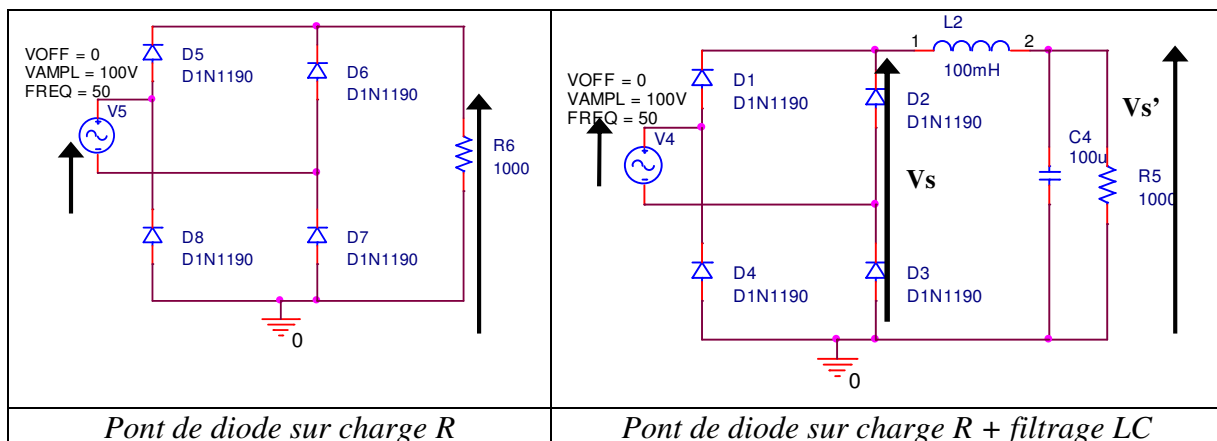 VOFF = 0
VAMPL = 100V
FREQ = 50
V5
D5
D1N1190
D6
D1N1190
R6
1000
D8
D1N1190
D7
D1N1190
0
L2
1
2
100mH
VOFF = 0
VAMPL = 100V
FREQ = 50
V4
D1
D1N1190
D2
D1N1190
Vs
Vs’
C4
100u
R5
1000
D4
D1N1190
D3
D1N1190
0
Pont de diode sur charge R
Pont de diode sur charge R + filtrage LC